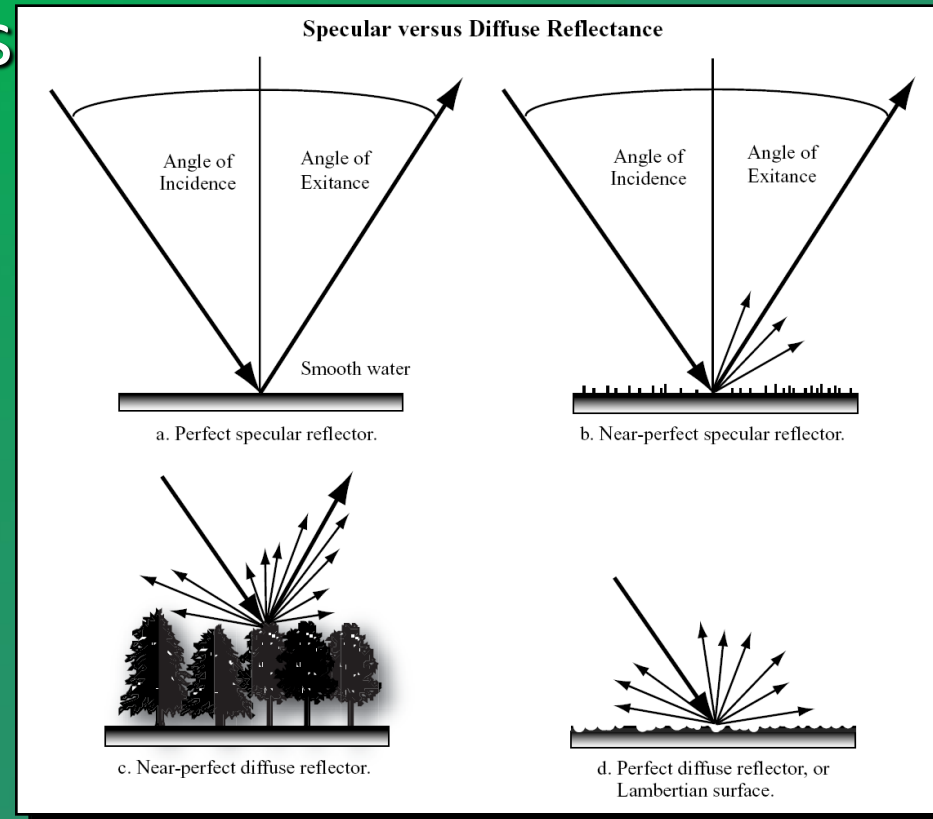 s
Specular versus Diffuse Reflectance
Angle of
Incidence
Angle of
Exitance
Smooth water
a. Perfect specular reflector.
Angle of
Incidence
Angle of
Exitance
b. Near-perfect specular reflector.
c. Near-perfect diffuse reflector.
d. Perfect diffuse reflector, or
Lambertian surface.